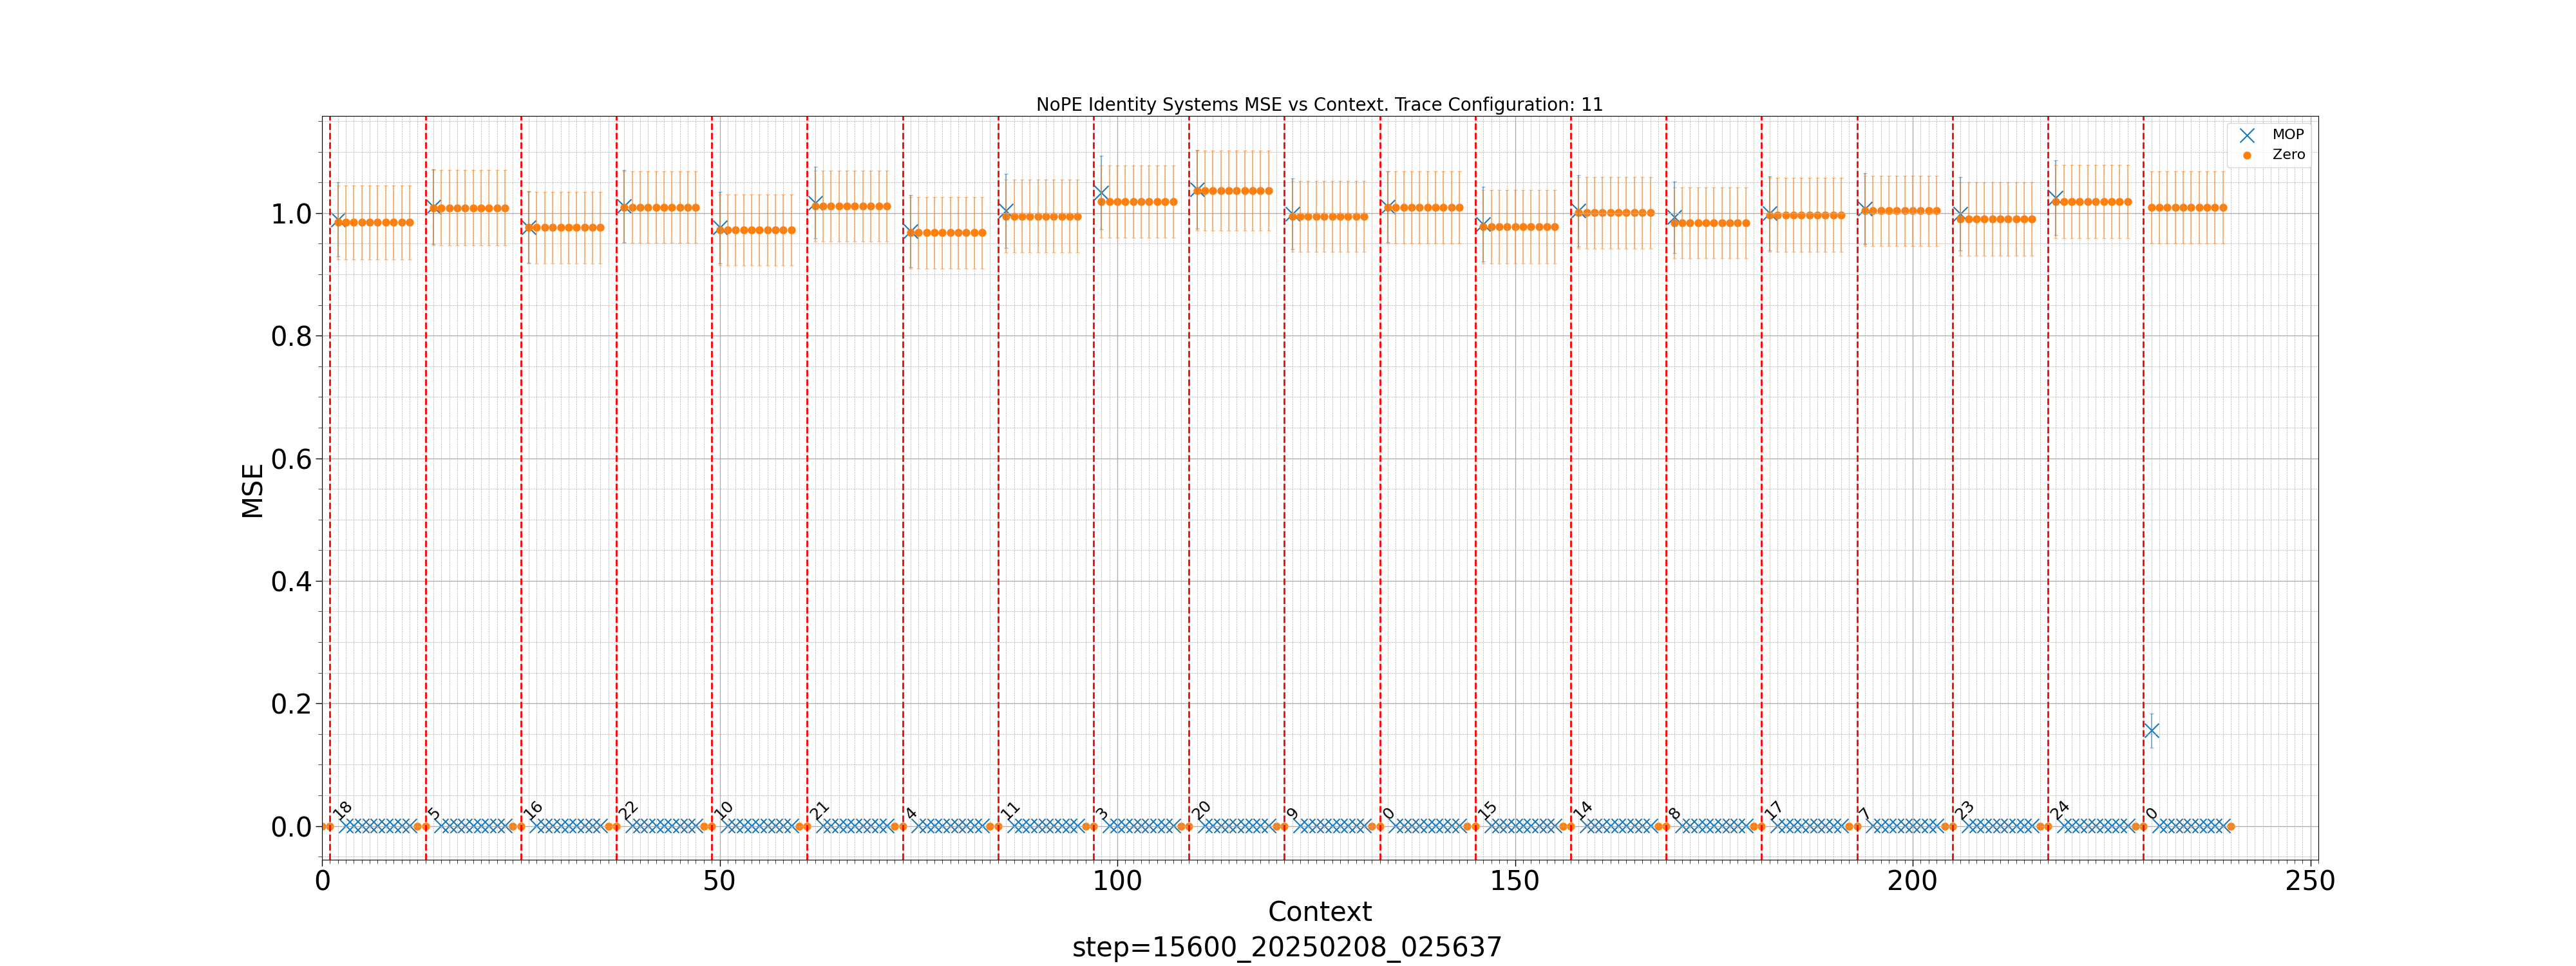 NoPE Identity Systems MSE vs Context. Trace Configuration: 11
MOP
Zero
1.0
0.8
0.6
0.4
0.2
0.0
MSE
18 5 16 22 10 21 4 11 3 20 9 0 15 14 8 17 7 23 24 0
0 50 100 150 200 250
Context
step=15600_20250208_025637